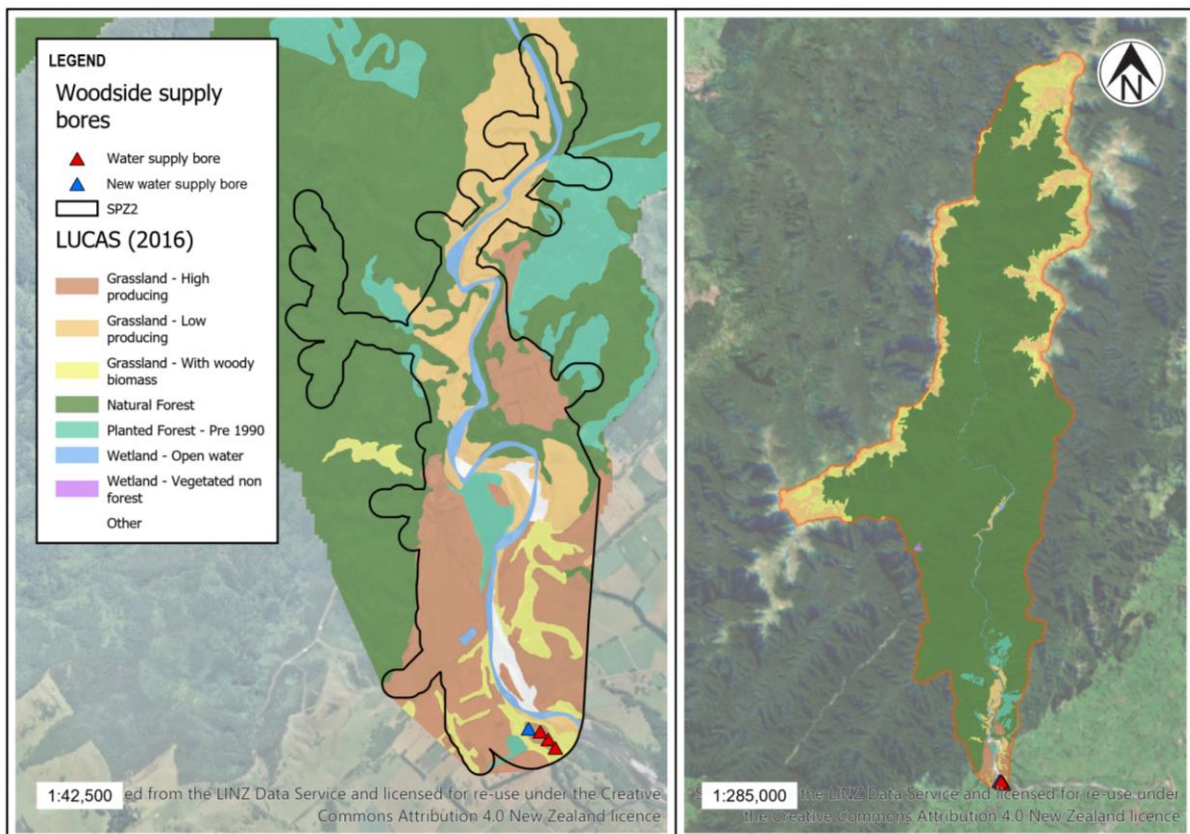 LEGEND
Woodside supply
bores
Water supply bore
New water supply bore
SPZ2
LUCAS (2016)
Grassland - High
producing
Grassland - Low
producing
Grassland - With woody
biomass
Natural Forest
Planted Forest - Pre 1990
Wetland - Open water
Wetland - Vegetated non
forest
Other
1:42,500
ed from the LINZ Data Service and licensed for re-use under the Creative
Commons Attribution 4.0 New Zealand licence
N
1:285,000
the LINZ Data Service and licensed for re-use under
the Creative Commons Attribution 4.0 New Zealand licence